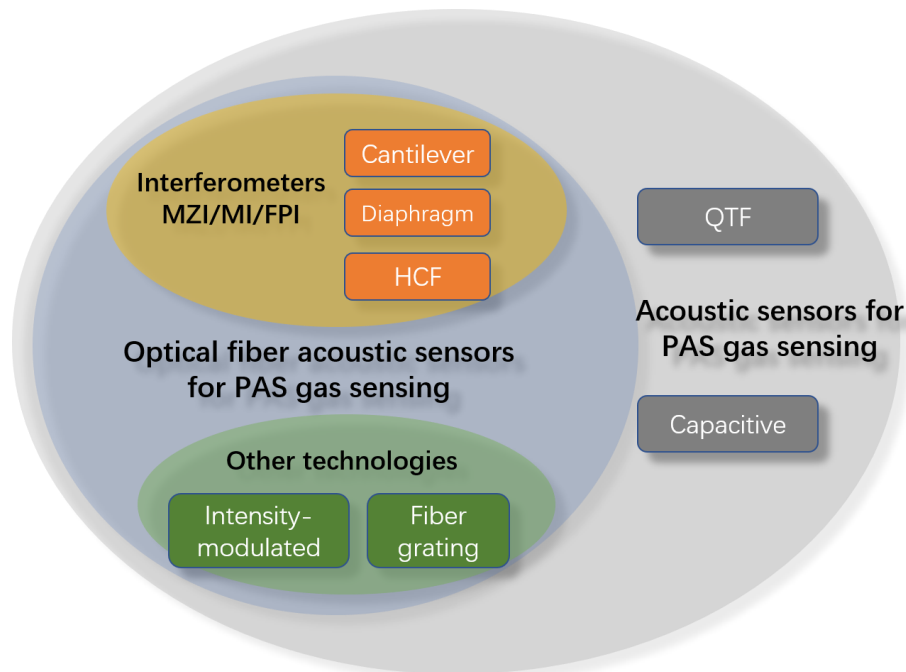 Interferometers
MZI/MI/FPI
Cantilever
Diaphragm
HCF
QTF
Acoustic sensors for
PAS gas sensing
Optical fiber acoustic sensors
for PAS gas sensing
Capacitive
Other technologies
Intensity-
modulated
Fiber
grating